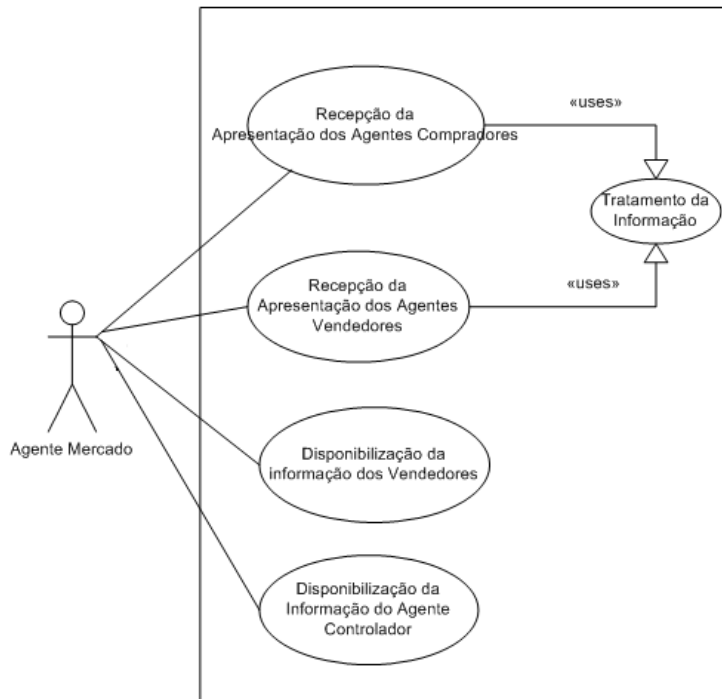 Recepção da
Apresentação dos Agentes Compradores
«uses»
Tratamento da
Informação
Recepção da
Apresentação dos Agentes
Vendedores
«uses»
Agente Mercado
Disponibilização da
informação dos Vendedores
Disponibilização da
Informação do Agente
Controlador